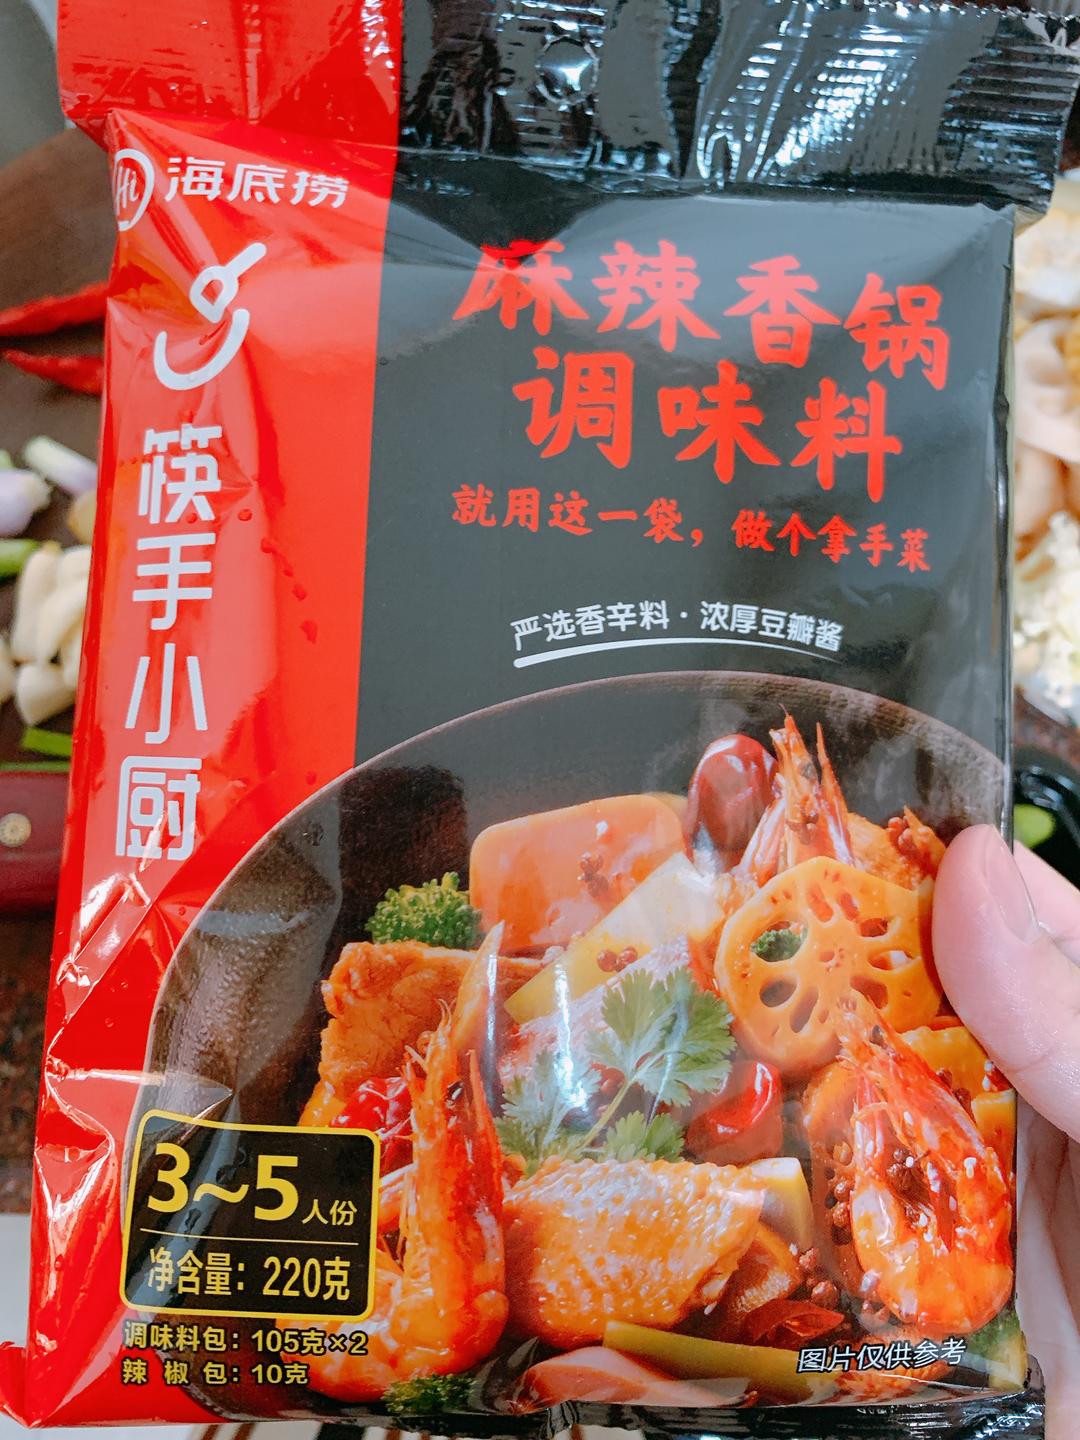 Hi 海底捞
筷手小厨
麻辣香锅
调味料
就用这一袋，做个拿手菜
严选香辛料·浓厚豆瓣酱
3~5人份
净含量：220克
调味料包：105克×2
辣椒包：10克
图片仅供参考